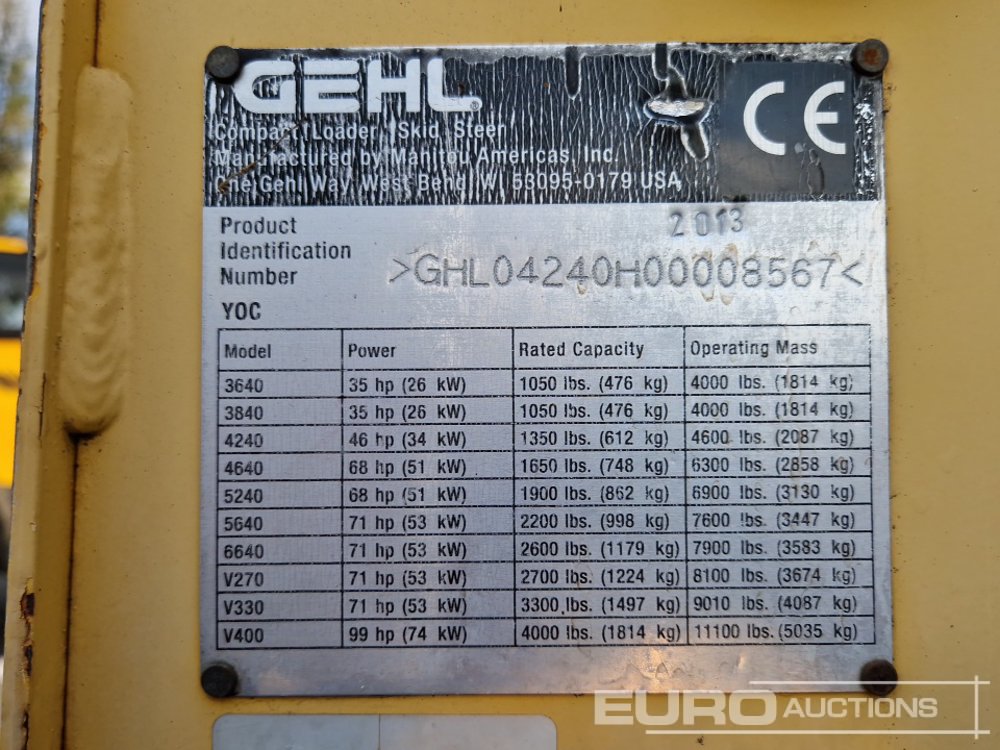 GEHL®
CE
Compact Loader, Skid Steer
Manufactured by Manitou Americas, Inc.
One Gehl Way, West Bend, WI 53095-0179 USA
Product
Identification
Number
2013
>GHL04240H00008567<
YOC
Model Power Rated Capacity Operating Mass
3640 35 hp (26 kW) 1050 lbs. (476 kg) 4000 lbs. (1814 kg)
3840 35 hp (26 kW) 1050 lbs. (476 kg) 4000 lbs. (1814 kg)
4240 46 hp (34 kW) 1350 lbs. (612 kg) 4600 lbs. (2087 kg)
4640 68 hp (51 kW) 1650 lbs. (748 kg) 6300 lbs. (2858 kg)
5240 68 hp (51 kW) 1900 lbs. (862 kg) 6900 lbs. (3130 kg)
5640 71 hp (53 kW) 2200 lbs. (998 kg) 7600 lbs. (3447 kg)
6640 71 hp (53 kW) 2600 lbs. (1179 kg) 7900 lbs. (3583 kg)
V270 71 hp (53 kW) 2700 lbs. (1224 kg) 8100 lbs. (3674 kg)
V330 71 hp (53 kW) 3300 lbs. (1497 kg) 9010 lbs. (4087 kg)
V400 99 hp (74 kW) 4000 lbs. (1814 kg) 11100 lbs. (5035 kg)
EURO AUCTIONS